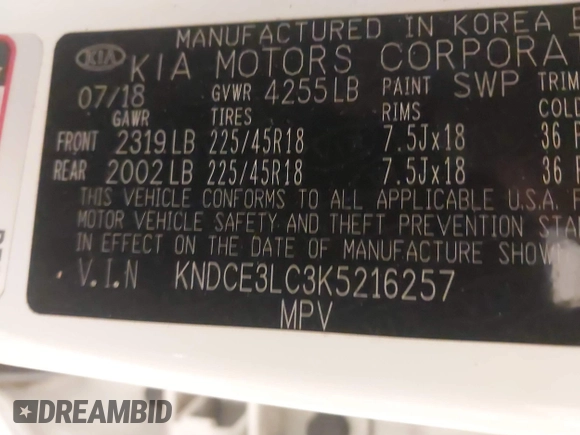 MANUFACTURED IN KOREA
KIA KIA MOTORS CORPORAT
07/18 GVWR 4255LB PAINT SWP TRIM
GAWR TIRES RIMS COL
FRONT 2319LB 225/45R18 7.5Jx18 36
REAR 2002LB 225/45R18 7.5Jx18 36
THIS VEHICLE CONFORMS TO ALL APPLICABLE U.S.A. F
MOTOR VEHICLE SAFETY AND THEFT PREVENTION STA
IN EFFECT ON THE DATE OF MANUFACTURE SHOW
V.I.N KNDCE3LC3K5216257
MPV
DREAMBID